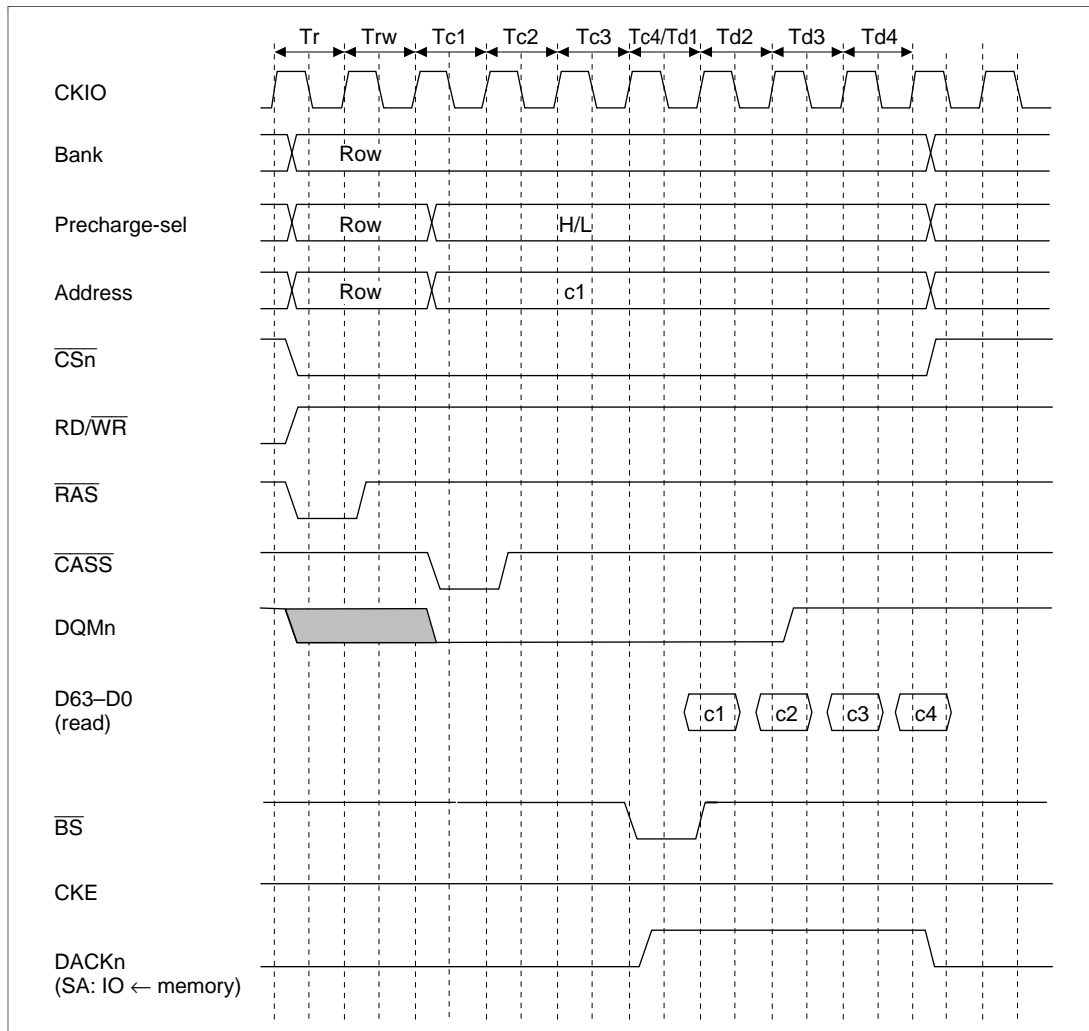 Tr Trw Tc1 Tc2 Tc3 Tc4/Td1 Td2 Td3 Td4
CKIO
Bank Row
Precharge-sel Row H/L
Address Row c1
CSn
RD/WR
RAS
CASS
DQMn
D63–D0
(read)
c1 c2 c3 c4
BS
CKE
DACKn
(SA: IO ← memory)